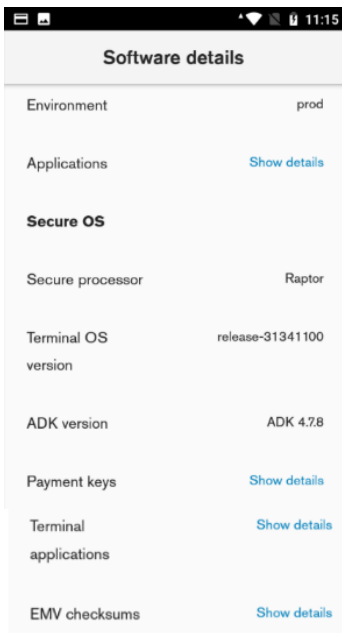 11:15
Software details
Environment prod
Applications Show details
Secure OS
Secure processor Raptor
Terminal OS release-31341100
version
ADK version ADK 4.7.8
Payment keys Show details
Terminal Show details
applications
EMV checksums Show details